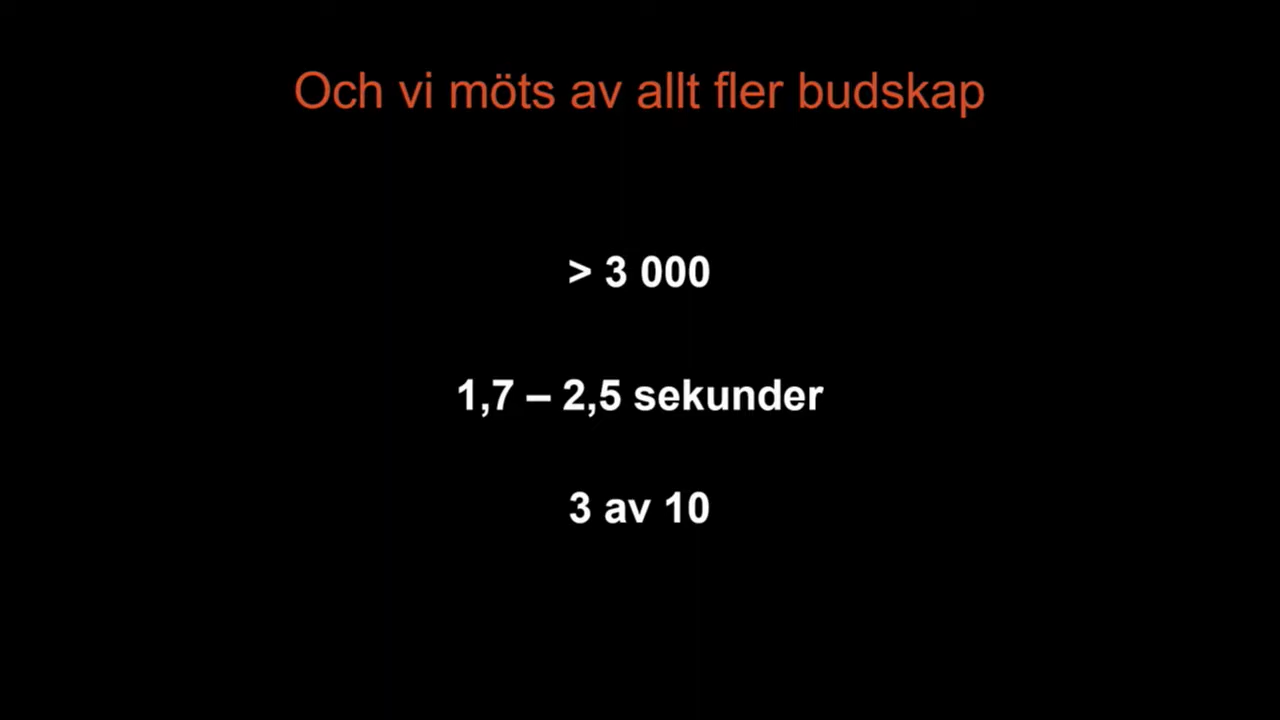 Och vi möts av allt fler budskap
> 3 000
1,7 – 2,5 sekunder
3 av 10